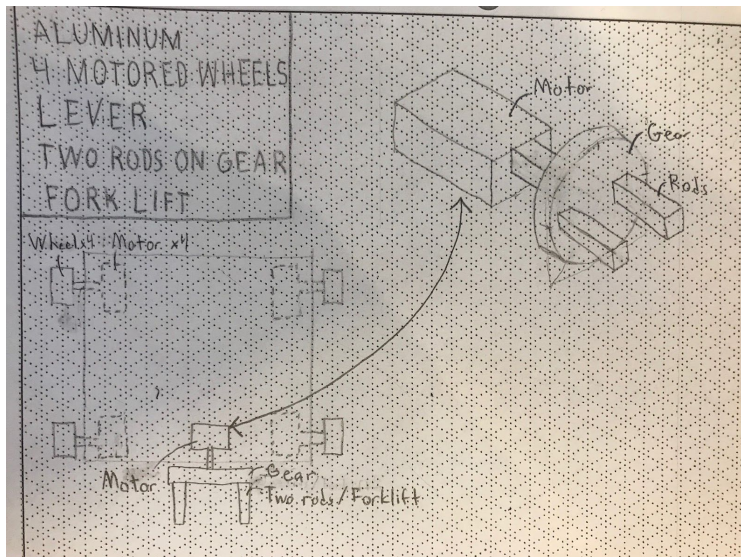 ALUMINUM
4 MOTORED WHEELS
LEVER
TWO RODS ON GEAR
FORK LIFT
Motor
Gear
Rods
Wheels4 Motor x4
Motor
Gear
Two rods/Forklift